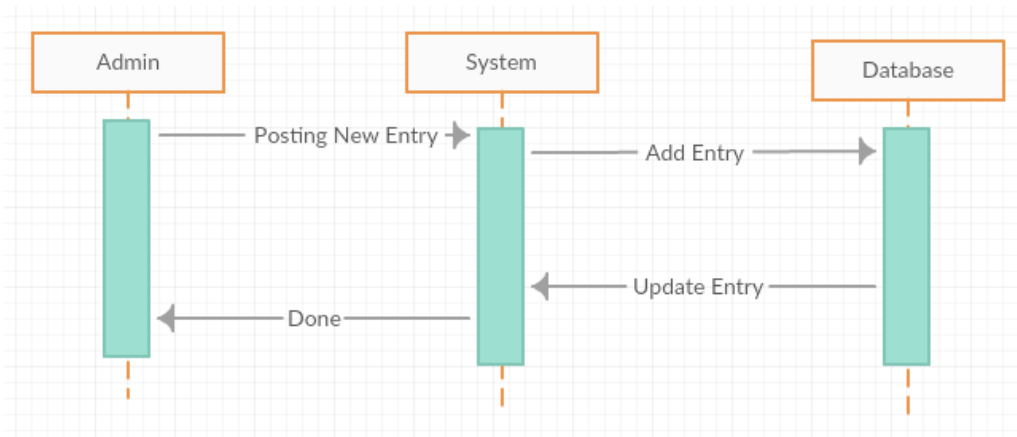 Admin
System
Database
Posting New Entry
Add Entry
Update Entry
Done